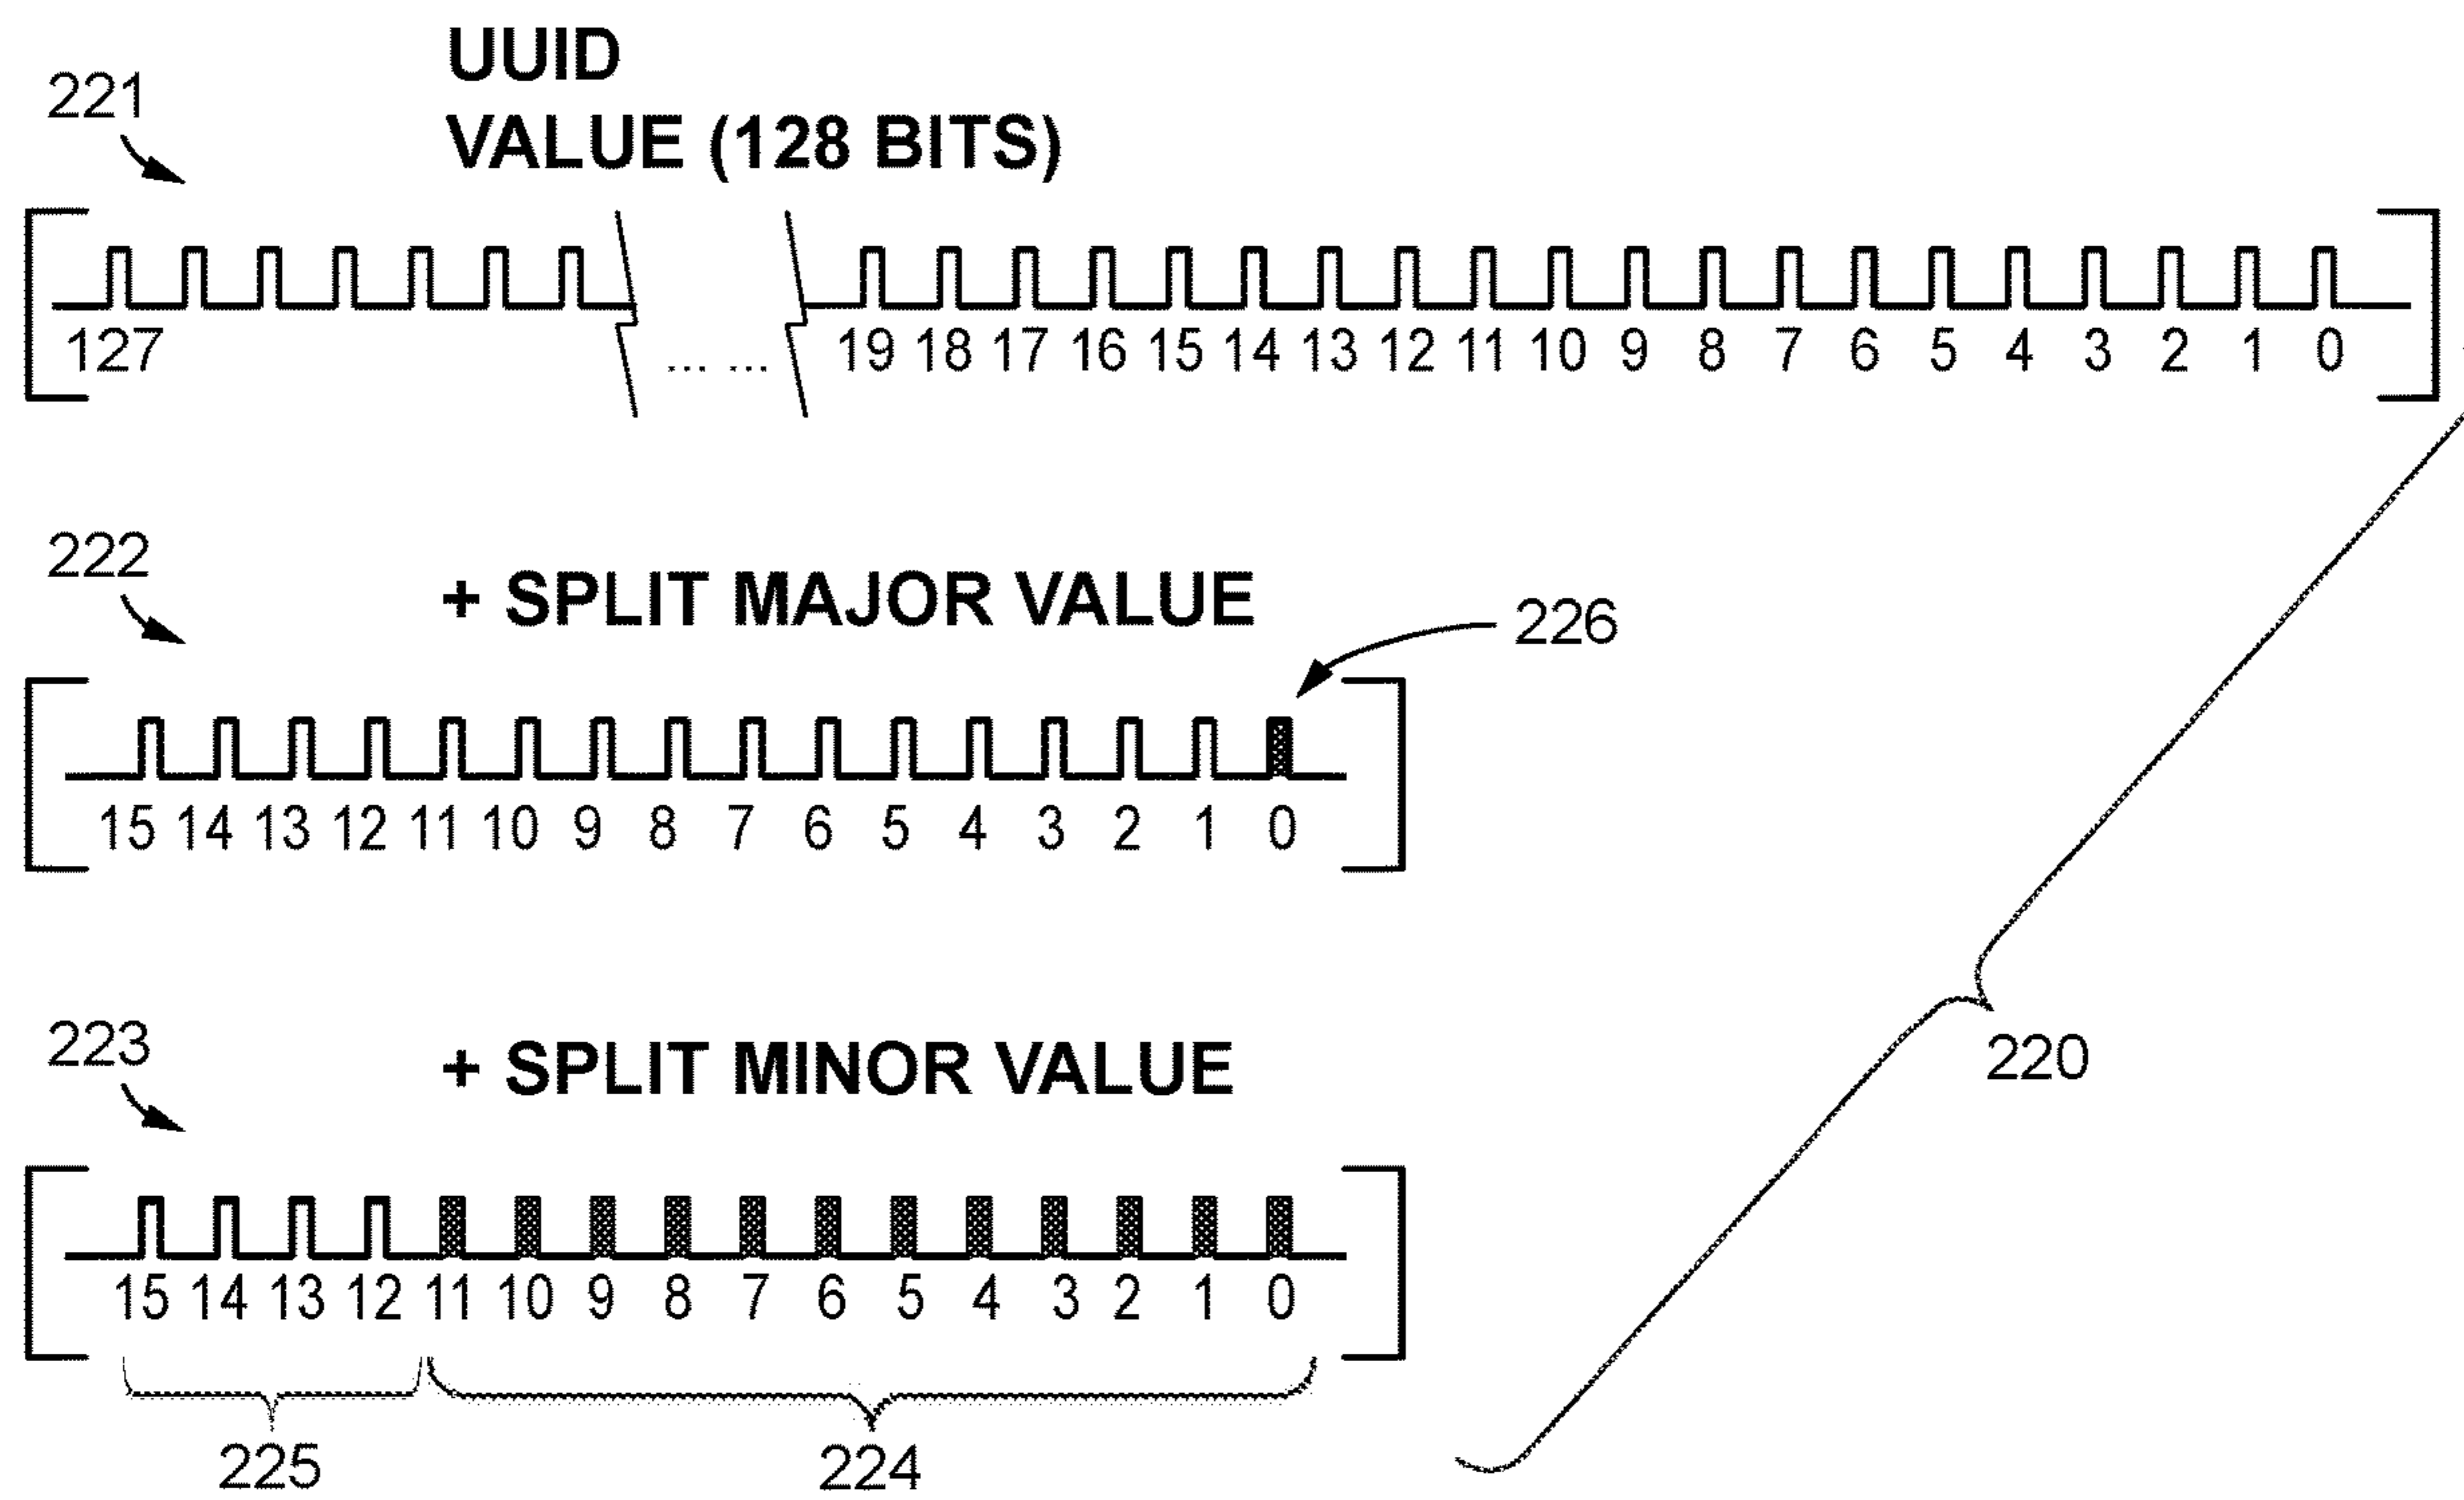 UUID
221
VALUE (128 BITS)
127 ... ... 19 18 17 16 15 14 13 12 11 10 9 8 7 6 5 4 3 2 1 0
222
+ SPLIT MAJOR VALUE
226
15 14 13 12 11 10 9 8 7 6 5 4 3 2 1 0
223
+ SPLIT MINOR VALUE
220
15 14 13 12 11 10 9 8 7 6 5 4 3 2 1 0
225 224